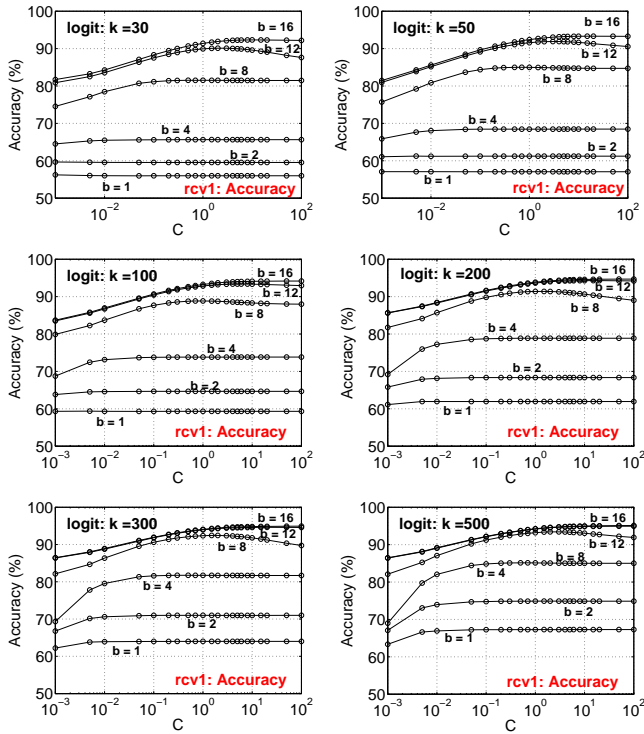 logit: k = 30
b = 16
b = 12
b = 8
b = 4
b = 2
b = 1
rcv1: Accuracy
Accuracy (%)
100
90
80
70
60
50
10^−2
10^0
10^2
C
logit: k = 50
b = 16
b = 12
b = 8
b = 4
b = 2
b = 1
rcv1: Accuracy
Accuracy (%)
100
90
80
70
60
50
10^−2
10^0
10^2
C
logit: k =100
b = 16
b = 12
b = 8
b = 4
b = 2
b = 1
rcv1: Accuracy
Accuracy (%)
100
90
80
70
60
50
10^−3 10^−2 10^−1 10^0 10^1 10^2
C
logit: k =200
b = 16
b = 12
b = 8
b = 4
b = 2
b = 1
rcv1: Accuracy
Accuracy (%)
100
90
80
70
60
50
10^−3 10^−2 10^−1 10^0 10^1 10^2
C
logit: k =300
b = 16
b = 12
b = 8
b = 4
b = 2
b = 1
rcv1: Accuracy
Accuracy (%)
100
90
80
70
60
50
10^−3 10^−2 10^−1 10^0 10^1 10^2
C
logit: k =500
b = 16
b = 12
b = 8
b = 4
b = 2
b = 1
rcv1: Accuracy
Accuracy (%)
100
90
80
70
60
50
10^−3 10^−2 10^−1 10^0 10^1 10^2
C